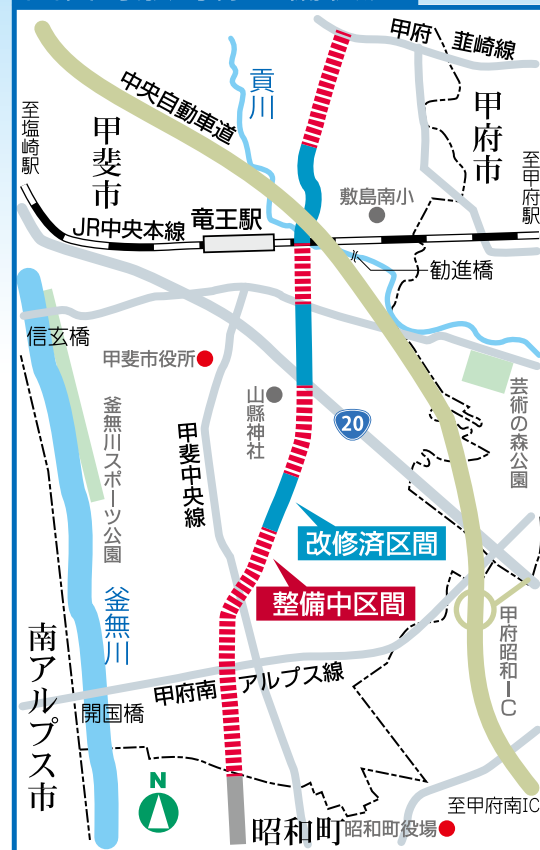 甲府韮崎線
貢川
中央自動車道
甲府市
至塩崎駅
甲斐市
至甲府駅
敷島南小
竜王駅
JR中央本線
勧進橋
信玄橋
甲斐市役所
山縣神社
芸術の森公園
20
釜無川スポーツ公園
甲斐中央線
改修済区間
整備中区間
釜無川
甲府昭和IC
南アルプス市
甲府南アルプス線
開国橋
N
至甲府南IC
昭和町
昭和町役場